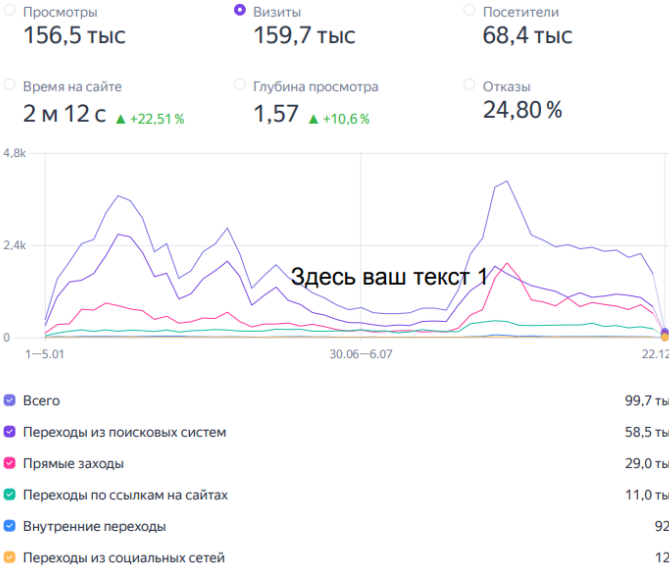 Просмотры Визиты Посетители
156,5 тыс 159,7 тыс 68,4 тыс
Время на сайте Глубина просмотра Отказы
2 м 12 с ▲ +22,51 % 1,57 ▲ +10,6 % 24,80 %
4.8k
2.4k
Здесь ваш текст 1
0
1—5.01 30.06—6.07 22.12
Всего 99,7 ты
Переходы из поисковых систем 58,5 ты
Прямые заходы 29,0 ты
Переходы по ссылкам на сайтах 11,0 ты
Внутренние переходы 92
Переходы из социальных сетей 12